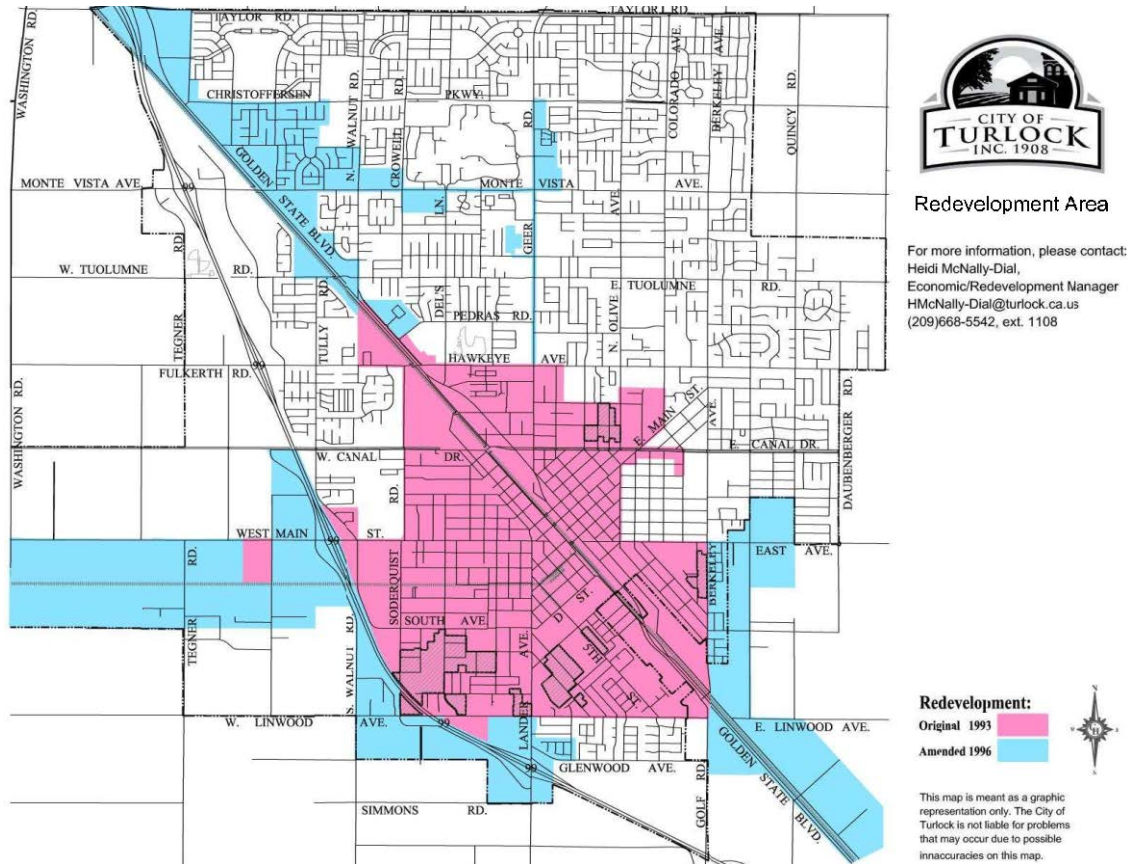 TAYLOR RD.
TAYLOR RD.
WASHINGTON RD.
CHRISTOFFERSEN PKWY.
N. WALNUT RD.
CROWELL RD.
COLORADO AVE.
BERKELEY AVE.
QUINCY RD.
RD.
GOLDEN STATE BLVD.
99
MONTE VISTA AVE.
MONTE VISTA AVE.
LN.
GEER
AVE.
RD.
W. TUOLUMNE RD.
E. TUOLUMNE RD.
TULLY RD.
DEL'S
PEDRAS RD.
N. OLIVE
TEGNER
HAWKEYE AVE
FULKERTH RD.
99
WASHINGTON RD.
E. MAIN ST.
AVE.
DAUBENBERGER RD.
W. CANAL DR.
E. CANAL DR.
RD.
WEST MAIN ST.
99
EAST AVE.
TEGNER RD.
SODERQUIST
BERKELEY
D ST.
SOUTH AVE.
AVE.
5TH ST.
S. WALNUT RD.
W. LINWOOD AVE.
99
LANDER
E. LINWOOD AVE.
99
GLENWOOD AVE.
GOLDEN STATE BLVD.
GOLF RD.
SIMMONS RD.
CITY OF
TURLOCK
INC. 1908
Redevelopment Area
For more information, please contact:
Heidi McNally-Dial,
Economic/Redevelopment Manager
HMcNally-Dial@turlock.ca.us
(209)668-5542, ext. 1108
Redevelopment:
Original 1993
Amended 1996
N
This map is meant as a graphic
representation only. The City of
Turlock is not liable for problems
that may occur due to possible
innaccuracies on this map.